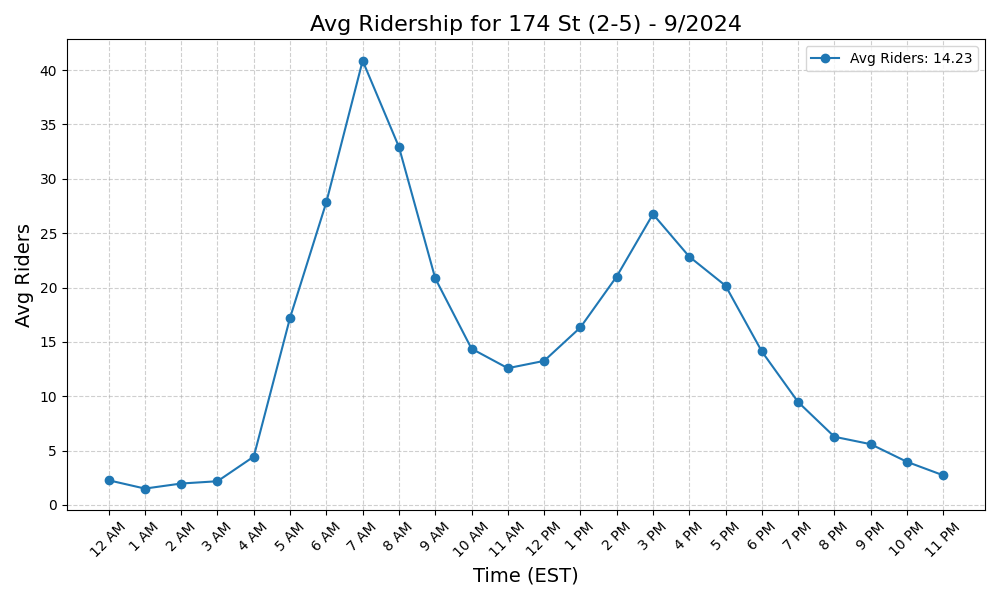 Avg Ridership for 174 St (2-5) - 9/2024
Avg Riders: 14.23
Avg Riders
40
35
30
25
20
15
10
5
0
12 AM
1 AM
2 AM
3 AM
4 AM
5 AM
6 AM
7 AM
8 AM
9 AM
10 AM
11 AM
12 PM
1 PM
2 PM
3 PM
4 PM
5 PM
6 PM
7 PM
8 PM
9 PM
10 PM
11 PM
Time (EST)